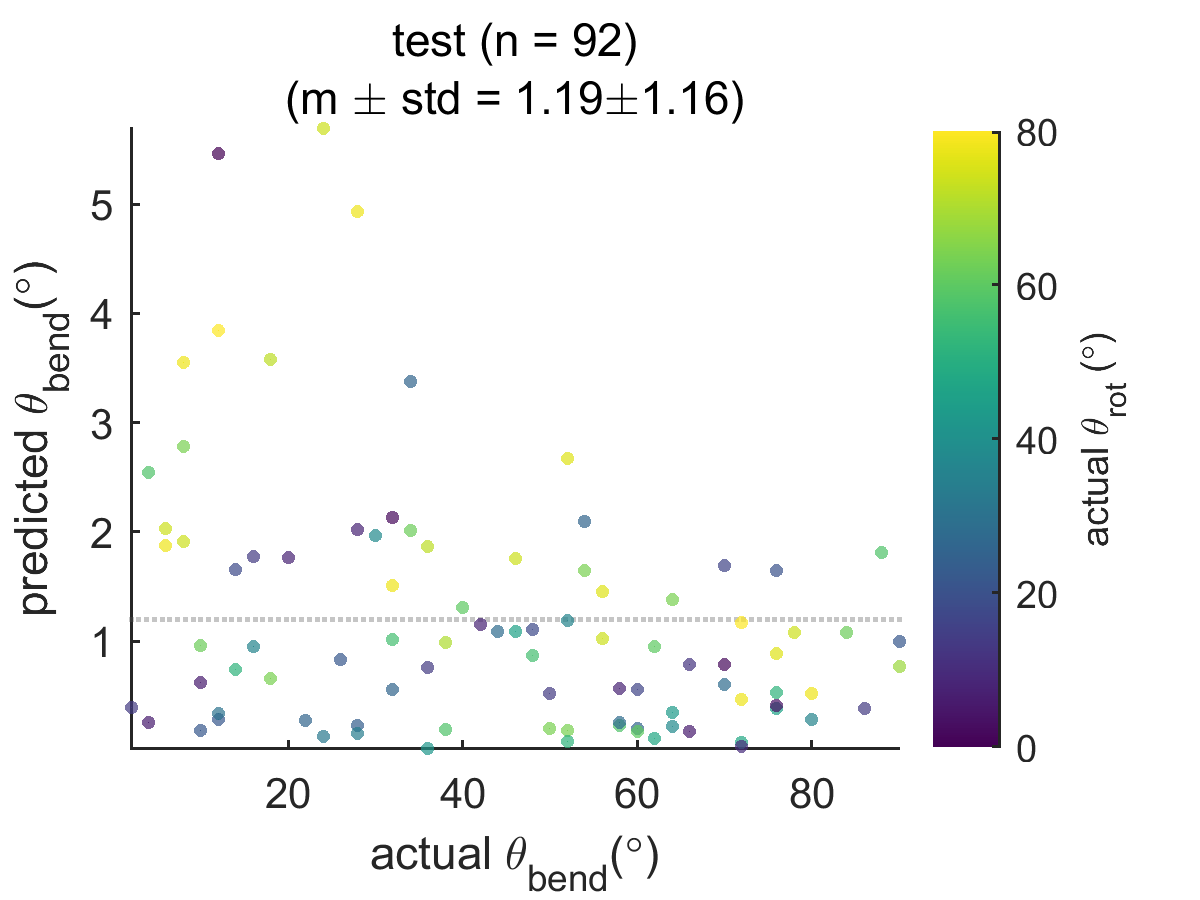 test (n = 92)
(m ± std = 1.19±1.16)
5
4
3
2
1
predicted θbend(°)
20
40
60
80
actual θbend(°)
80
60
40
20
0
actual θrot (°)